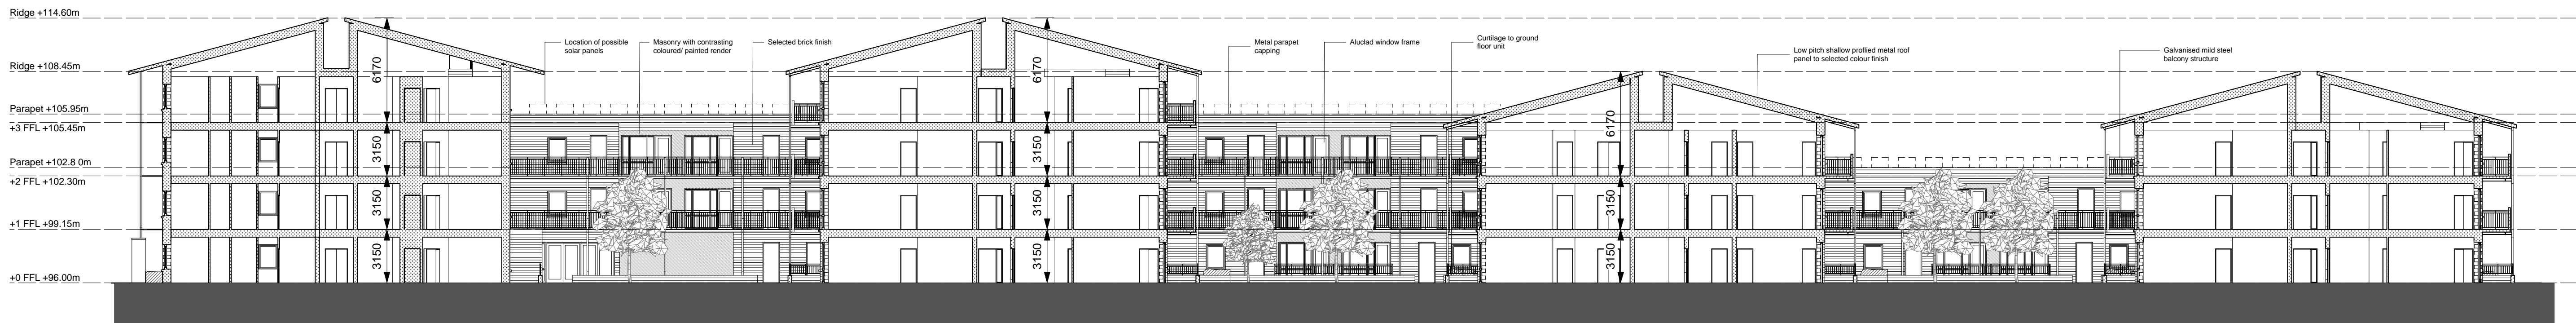 Ridge +114.60m
Ridge +108.45m
Parapet +105.95m
+3 FFL +105.45m
Parapet +102.8 0m
+2 FFL +102.30m
+1 FFL +99.15m
+0 FFL +96.00m
6170
3150
3150
3150
Location of possible
solar panels
Masonry with contrasting
coloured/ painted render
Selected brick finish
6170
3150
3150
3150
Metal parapet
capping
Aluclad window frame
Curtilage to ground
floor unit
6170
3150
3150
Low pitch shallow proflied metal roof
panel to selected colour finish
Galvanised mild steel
balcony structure